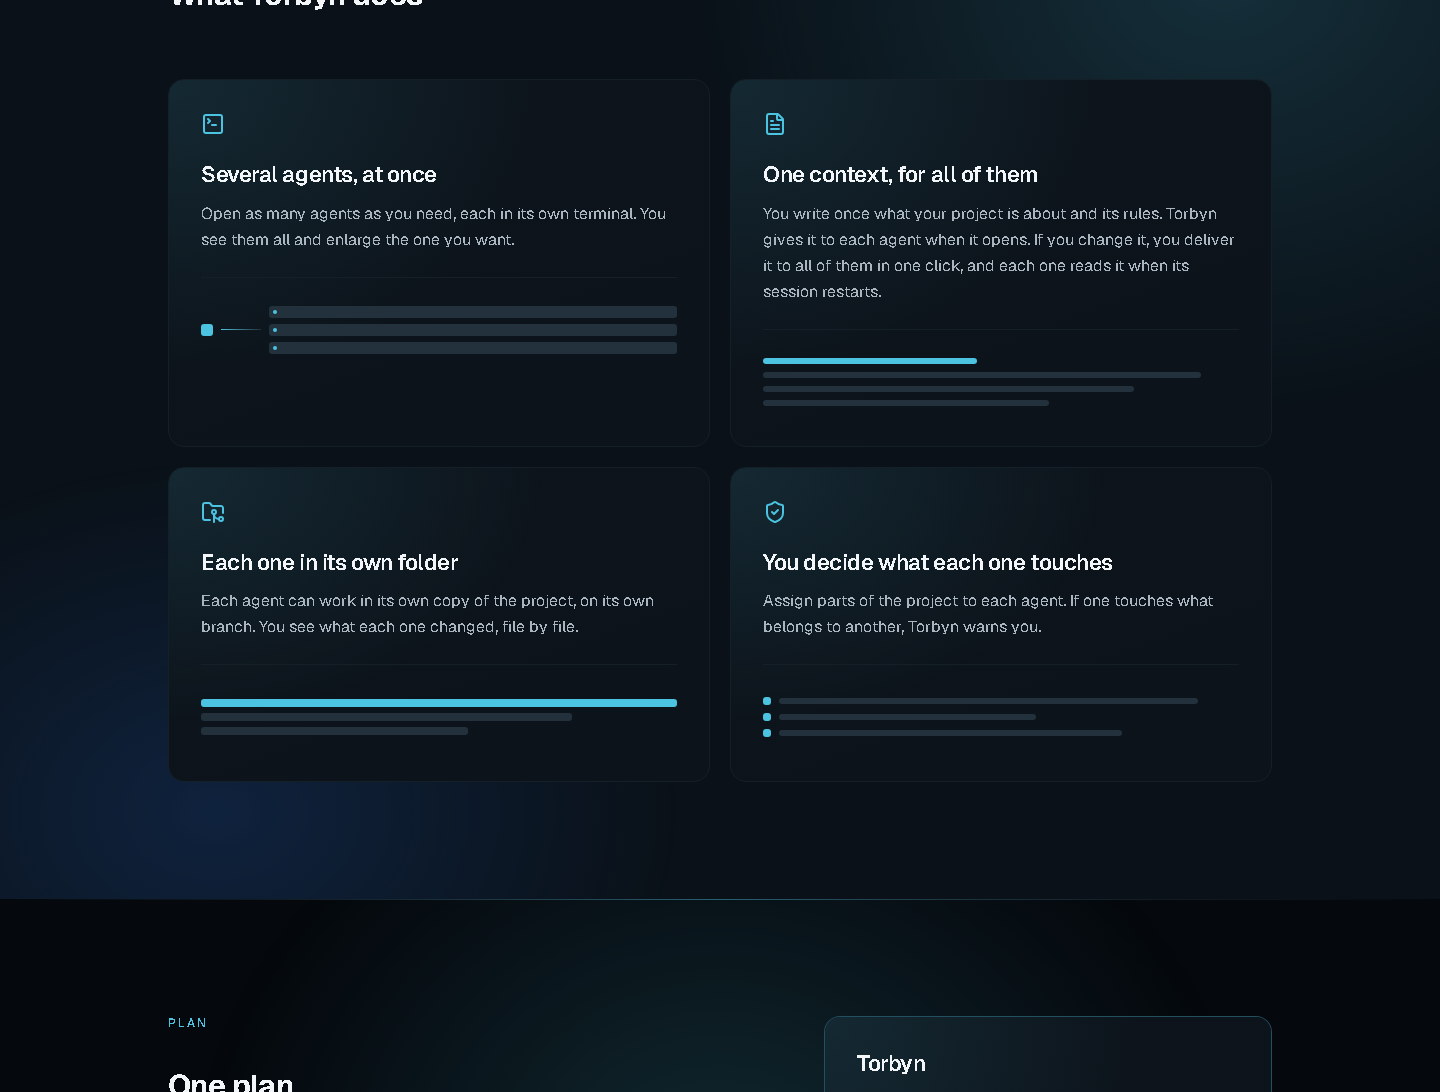 What Torbyn does
Several agents, at once
Open as many agents as you need, each in its own terminal. You
see them all and enlarge the one you want.
One context, for all of them
You write once what your project is about and its rules. Torbyn
gives it to each agent when it opens. If you change it, you deliver
it to all of them in one click, and each one reads it when its
session restarts.
Each one in its own folder
Each agent can work in its own copy of the project, on its own
branch. You see what each one changed, file by file.
You decide what each one touches
Assign parts of the project to each agent. If one touches what
belongs to another, Torbyn warns you.
PLAN
One plan
Torbyn